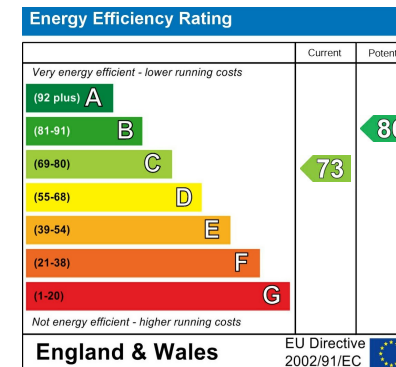 Energy Efficiency Rating
Current
Very energy efficient - lower running costs
(92 plus) A
(81-91) B
(69-80) C
73
(55-68) D
(39-54) E
(21-38) F
(1-20) G
Not energy efficient - higher running costs
England & Wales
EU Directive
2002/91/EC